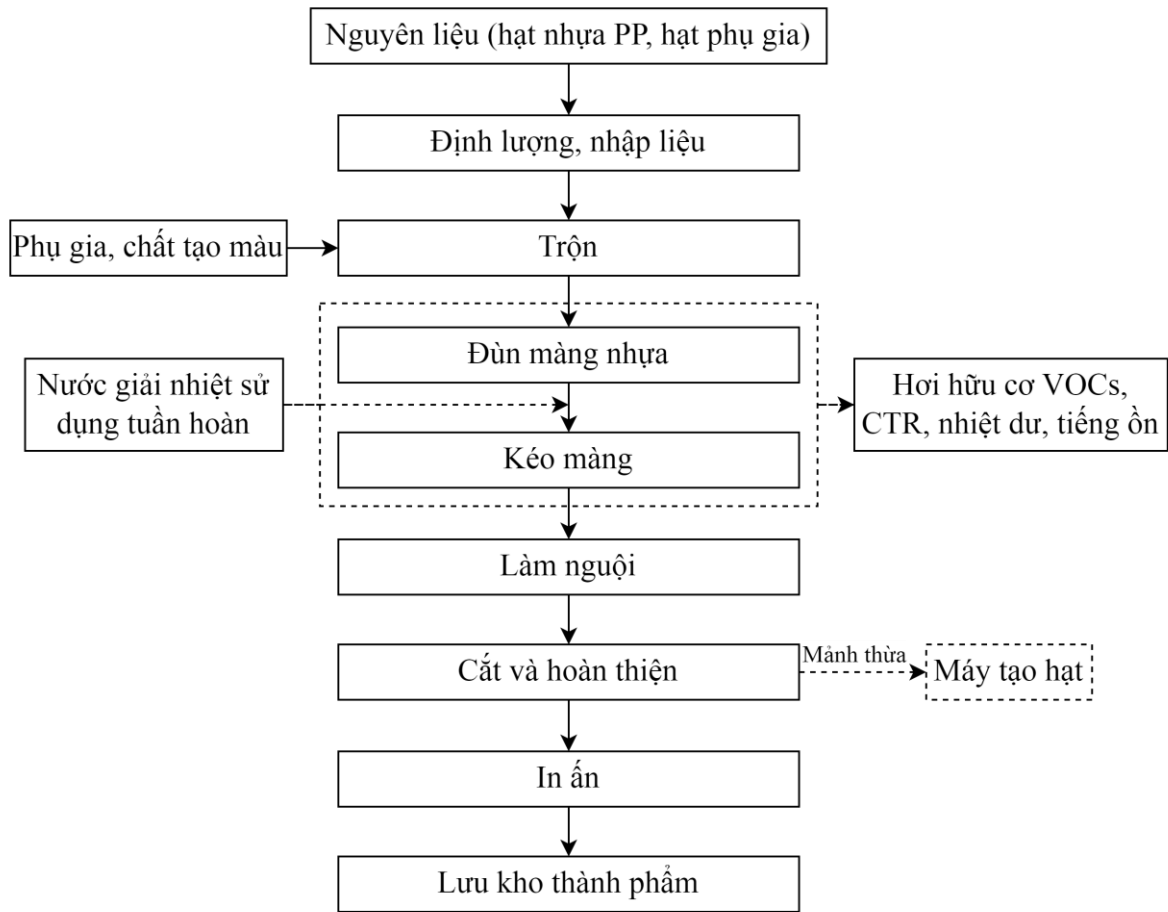 Nguyên liệu (hạt nhựa PP, hạt phụ gia)
Định lượng, nhập liệu
Phụ gia, chất tạo màu
Trộn
Đùn màng nhựa
Nước giải nhiệt sử
dụng tuần hoàn
Hơi hữu cơ VOCs,
CTR, nhiệt dư, tiếng ồn
Kéo màng
Làm nguội
Cắt và hoàn thiện
Mảnh thừa
Máy tạo hạt
In ấn
Lưu kho thành phẩm